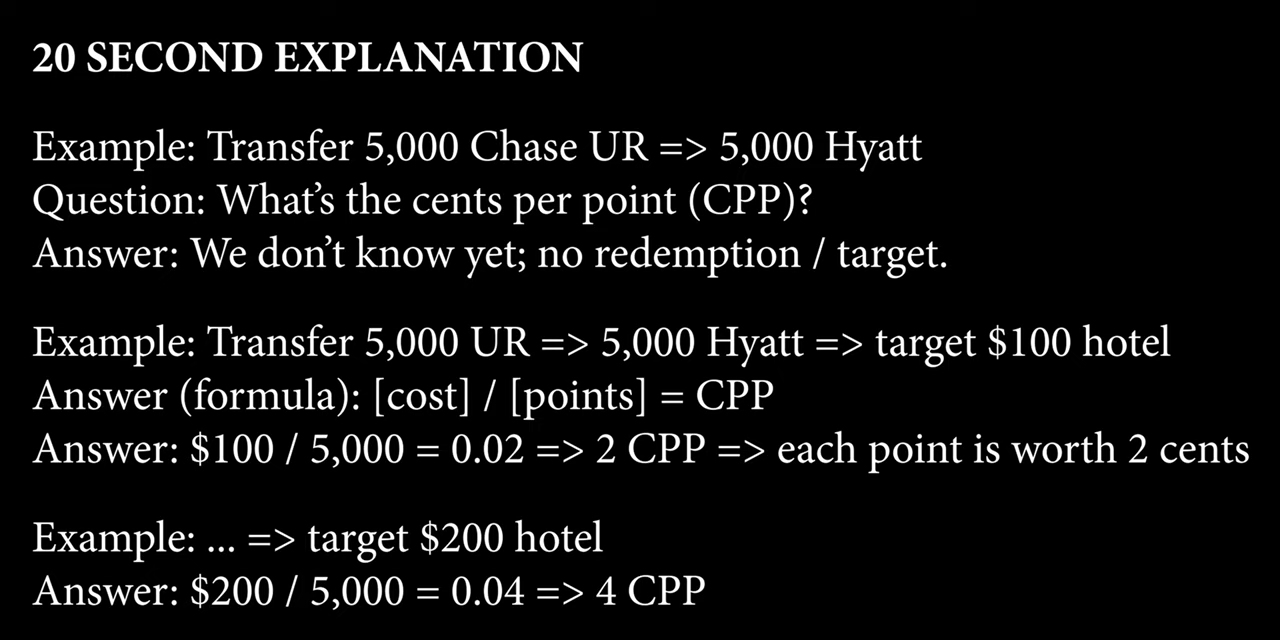 20 SECOND EXPLANATION
Example: Transfer 5,000 Chase UR => 5,000 Hyatt
Question: What’s the cents per point (CPP)?
Answer: We don’t know yet; no redemption / target.
Example: Transfer 5,000 UR => 5,000 Hyatt => target $100 hotel
Answer (formula): [cost] / [points] = CPP
Answer: $100 / 5,000 = 0.02 => 2 CPP => each point is worth 2 cents
Example: ... => target $200 hotel
Answer: $200 / 5,000 = 0.04 => 4 CPP